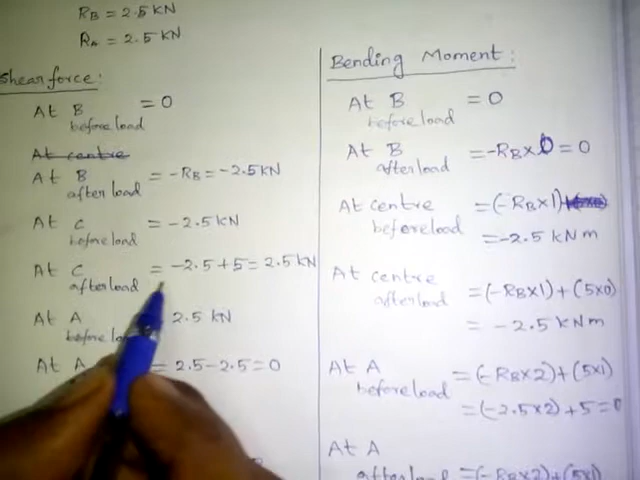 RB = 2.5 KN
RA = 2.5 KN
Shear force:
At B before load = 0
At centre
At B after load = -RB = -2.5 KN
At C before load = -2.5 KN
At C after load = -2.5 + 5 = 2.5 KN
At A 2.5 KN
At A = 2.5 - 2.5 = 0
Bending Moment:
At B before load = 0
At B after load = -RB × 0 = 0
At centre before load = (-RB×1)
= -2.5 KNm
At centre after load = (-RB×1) + (5×0)
= -2.5 KNm
At A before load = (-RB×2) + (5×1)
= (-2.5×2) + 5 = 0
At A
after load = (-RB×2) + (5×1)